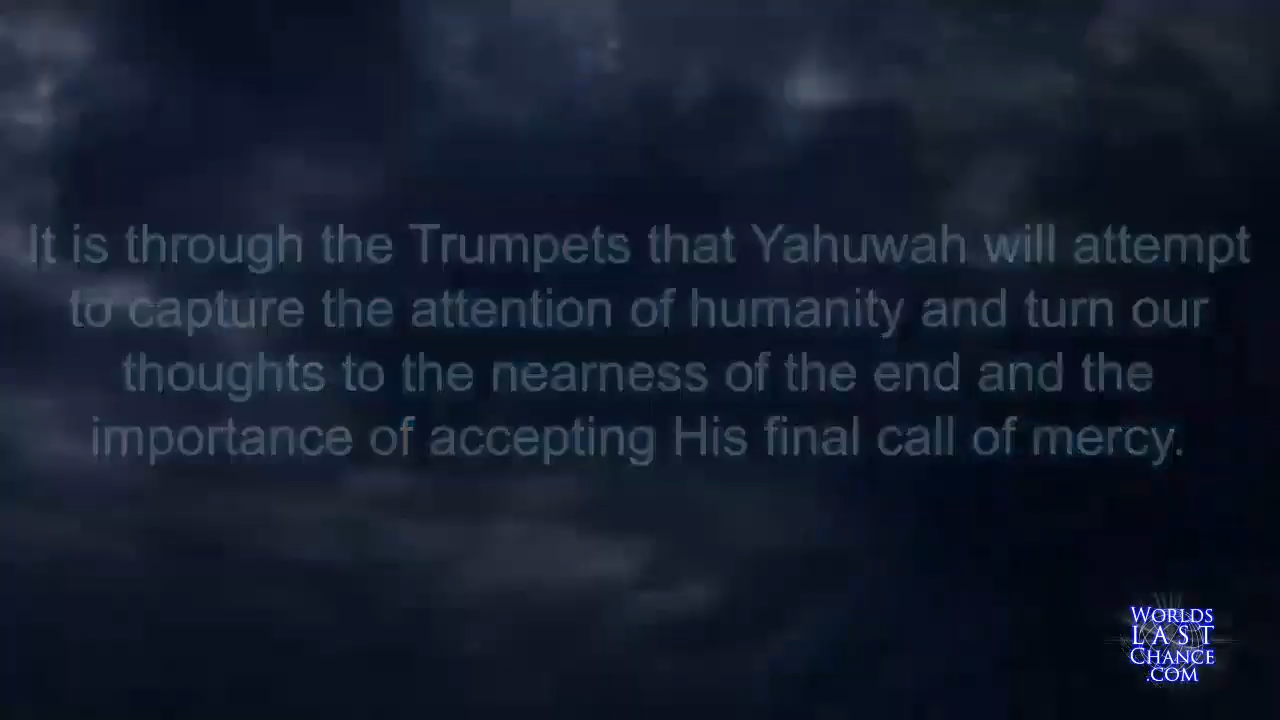 It is through the Trumpets that Yahuwah will attempt
to capture the attention of humanity and turn our
thoughts to the nearness of the end and the
importance of accepting His final call of mercy.
WORLDS
LAST
CHANCE
.COM